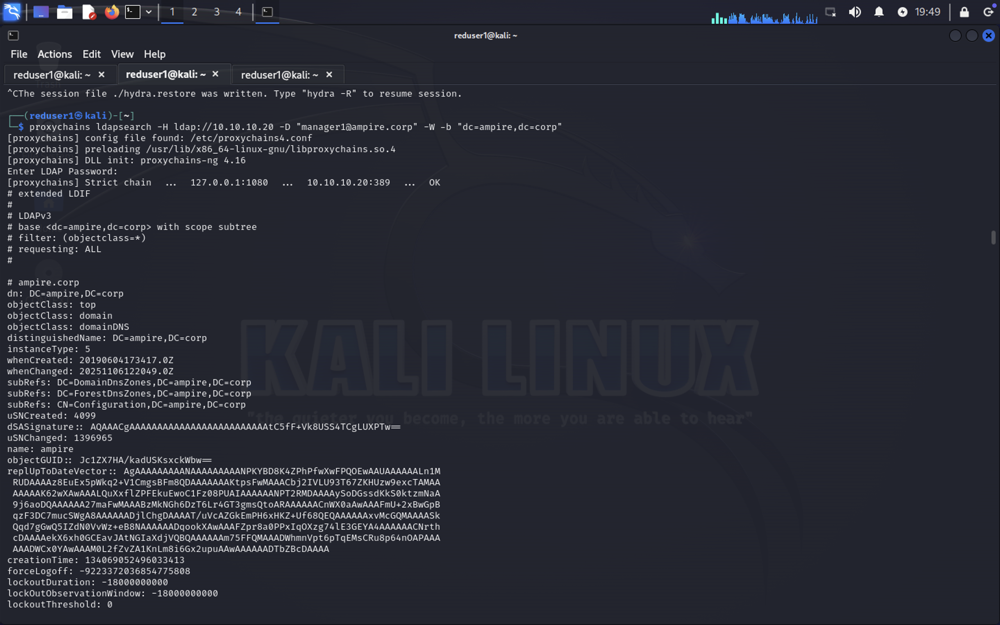 1 2 3 4 19:49
reduser1@kali: ~
File Actions Edit View Help
reduser1@kali: ~ × reduser1@kali: ~ × reduser1@kali: ~ ×
^CThe session file ./hydra.restore was written. Type "hydra -R" to resume session.
(reduser1㉿kali)-[~]
$ proxychains ldapsearch -H ldap://10.10.10.20 -D "manager1@ampire.corp" -W -b "dc=ampire,dc=corp"
[proxychains] config file found: /etc/proxychains4.conf
[proxychains] preloading /usr/lib/x86_64-linux-gnu/libproxychains.so.4
[proxychains] DLL init: proxychains-ng 4.16
Enter LDAP Password:
[proxychains] Strict chain ... 127.0.0.1:1080 ... 10.10.10.20:389 ... OK
# extended LDIF
#
# LDAPv3
# base <dc=ampire,dc=corp> with scope subtree
# filter: (objectclass=*)
# requesting: ALL
#
# ampire.corp
dn: DC=ampire,DC=corp
objectClass: top
objectClass: domain
objectClass: domainDNS
distinguishedName: DC=ampire,DC=corp
instanceType: 5
whenCreated: 20190604173417.0Z
whenChanged: 20251106122049.0Z
subRefs: DC=DomainDnsZones,DC=ampire,DC=corp
subRefs: DC=ForestDnsZones,DC=ampire,DC=corp
subRefs: CN=Configuration,DC=ampire,DC=corp
uSNCreated: 4099
dSASignature:: AQAAACgAAAAAAAAAAAAAAAAAAAAAAAAAtC5fF+Vk8USS4TCgLUXPTw==
uSNChanged: 1396965
name: ampire
objectGUID:: Jc1ZX7HA/kadUSKsxckWbw==
replUpToDateVector:: AgAAAAAAAAANAAAAAAAAANPKYBD8K4ZPhPfwXwFPQOEwAAUAAAAAALn1M
RUDAAAAz8EuEx5pWkq2+V1CmgsBFm8QDAAAAAAAKtpsFwMAAACbj2IVLU93T67ZKHUzw9excTAMAA
AAAAAK62wXAwAAALQuXxflZPFEkuEwoC1Fz08PUAIAAAAAANPT2RMDAAAAySoDGssdKkS0ktzmNaA
9j6aoDQAAAAAA27maFwMAAABzMkNGh6DzT6Lr4GT3gmsQtoARAAAAAACnWX0aAwAAAFmU+2xBwGpB
qzF3DC7mucSWgA8AAAAAADjlChgDAAAAT/uVcAZGkEmPH6xHKZ+Uf68QEQAAAAAAxvMcGQMAAAASk
Qqd7gGwQ5IZdN0VvWz+eB8NAAAAAADqookXAwAAAFZpr8a0PPxIqOXzg74lE3GEYA4AAAAAACNrth
cDAAAAekX6xh0GCEavJAtNGIaXdjVQBQAAAAAAm75FFQMAAADWhmnVpt6pTqEMsCRu8p64nOAPAAA
AAADWCx0YAwAAAM0L2fZvZA1KnLm8i6Gx2upuAAwAAAAAADTbZBcDAAAA
creationTime: 134069052496033413
forceLogoff: -9223372036854775808
lockoutDuration: -18000000000
lockOutObservationWindow: -18000000000
lockoutThreshold: 0
KALI LINUX
"the quieter you become, the more you are able to hear"
Trash